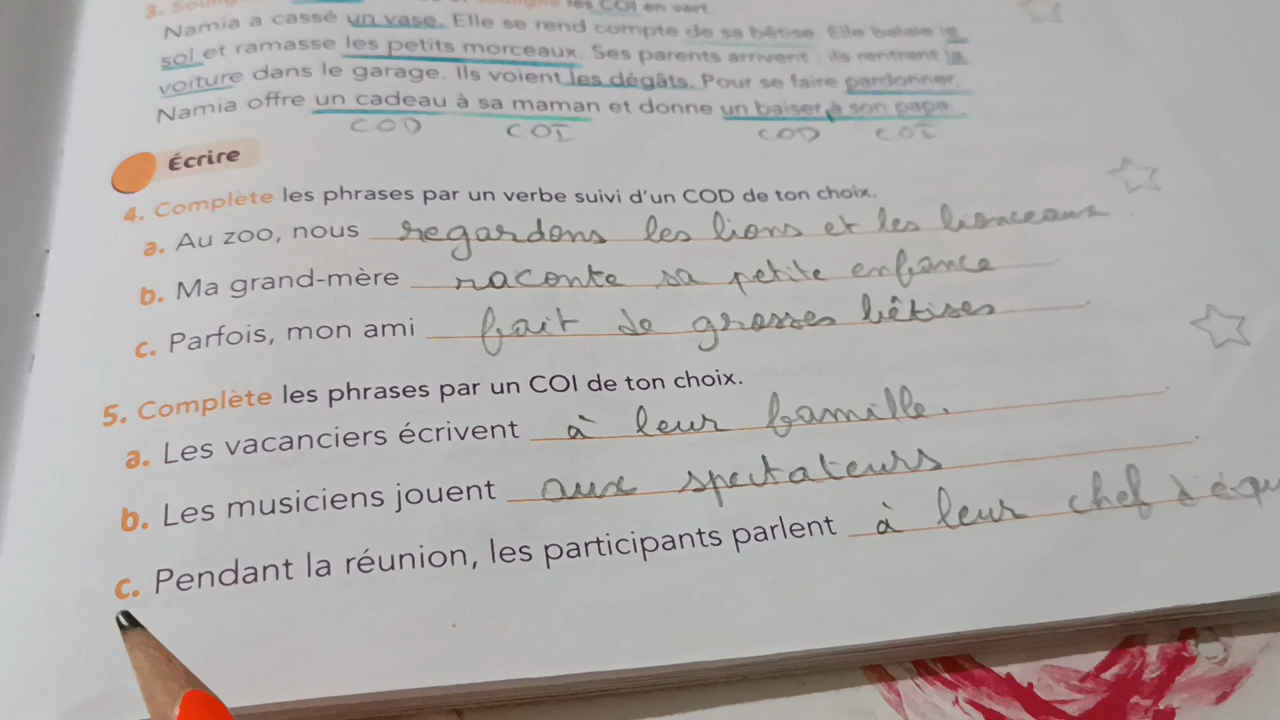 3. les COI en vert.
Namia a cassé un vase. Elle se rend compte de sa bêtise. Elle balaie le
sol et ramasse les petits morceaux. Ses parents arrivent : ils rentrent la
voiture dans le garage. Ils voient les dégâts. Pour se faire pardonner,
Namia offre un cadeau à sa maman et donne un baiser à son papa.
COD COI COD COI
Écrire
4. Complète les phrases par un verbe suivi d'un COD de ton choix.
a. Au zoo, nous regardons les lions et les lionceaux
b. Ma grand-mère raconte sa petite enfance
c. Parfois, mon ami fait de grosses bêtises
5. Complète les phrases par un COI de ton choix.
a. Les vacanciers écrivent à leur famille.
b. Les musiciens jouent aux spectateurs
c. Pendant la réunion, les participants parlent à leur chef d'équ